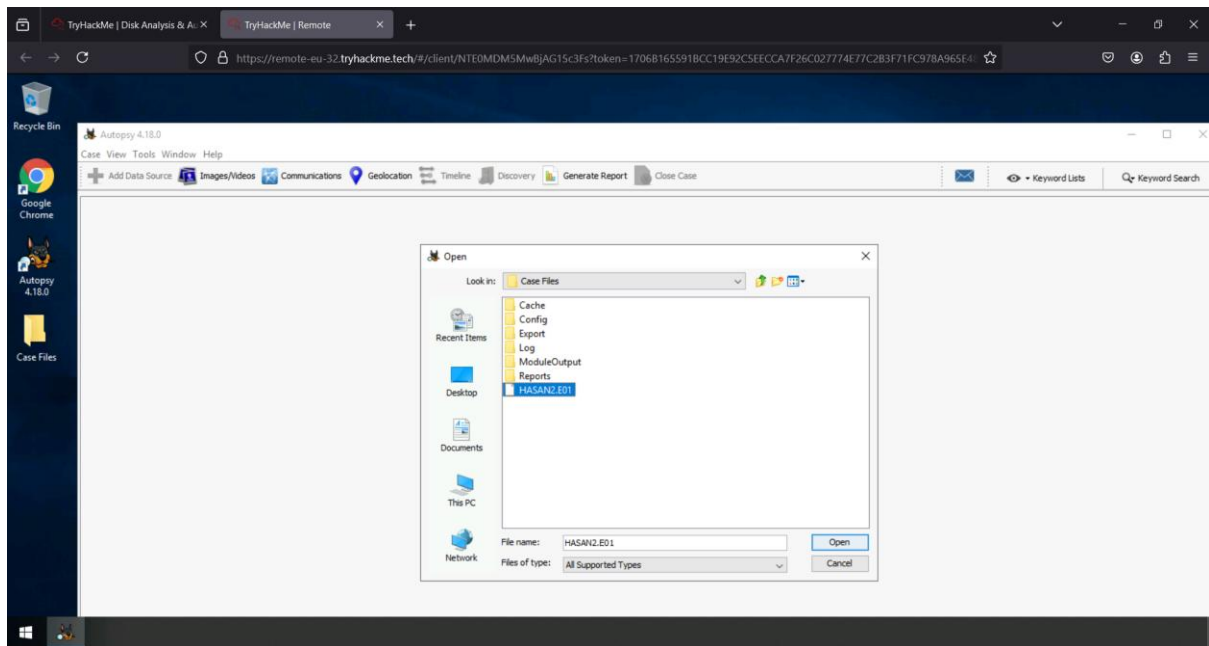 TryHackMe | Disk Analysis & Au
TryHackMe | Remote
https://remote-eu-32.tryhackme.tech/#/client/
Recycle Bin
Autopsy 4.18.0
Case View Tools Window Help
Add Data Source Images/Videos Communications Geolocation Timeline Discovery Generate Report Close Case Keyword Lists Keyword Search
Google
Chrome
Open
Look in: Case Files
Autopsy
4.18.0
Cache
Config
Export
Log
ModuleOutput
Reports
HASAN2.E01
Recent Items
Case Files
Desktop
Documents
This PC
Network
File name: HASAN2.E01 Open
Files of type: All Supported Types Cancel